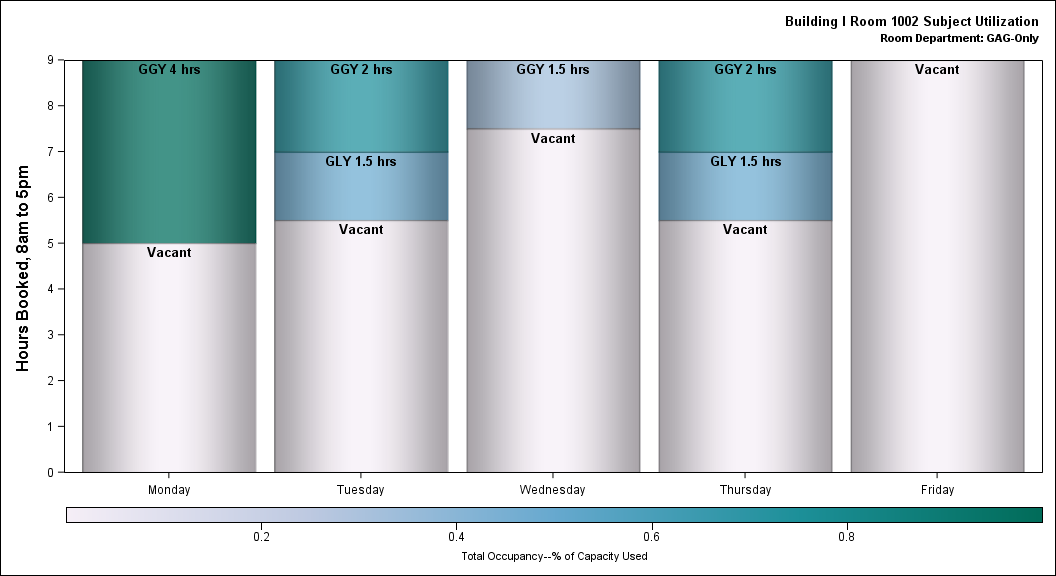 Building I Room 1002 Subject Utilization
Room Department: GAG-Only
Hours Booked, 8am to 5pm
9
8
7
6
5
4
3
2
1
0
GGY 4 hrs
Vacant
GGY 2 hrs
GLY 1.5 hrs
Vacant
GGY 1.5 hrs
Vacant
GGY 2 hrs
GLY 1.5 hrs
Vacant
Vacant
Monday Tuesday Wednesday Thursday Friday
0.2 0.4 0.6 0.8
Total Occupancy--% of Capacity Used